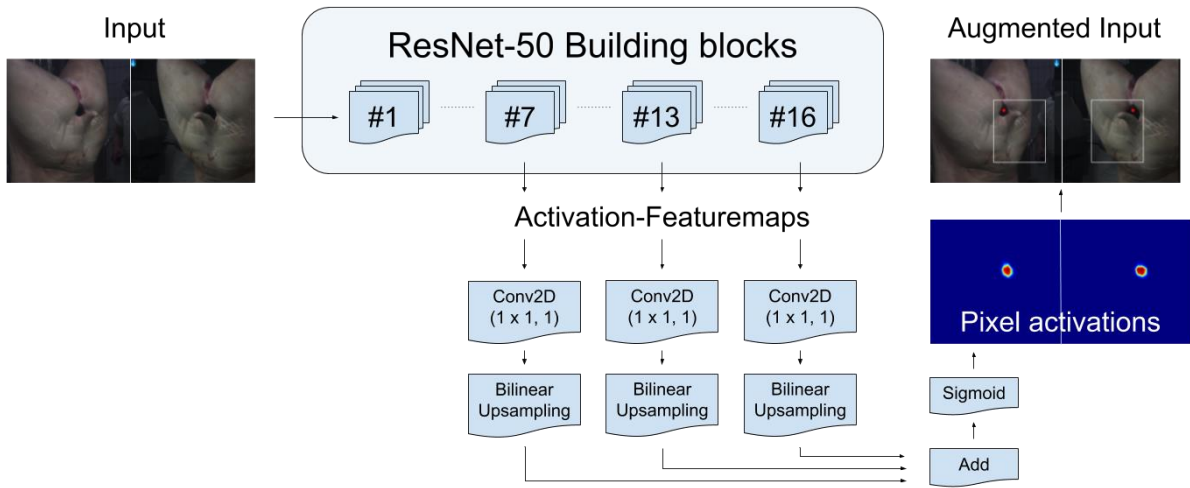 Input
ResNet-50 Building blocks
Augmented Input
#1
#7
#13
#16
Activation-Featuremaps
Conv2D
(1 x 1, 1)
Conv2D
(1 x 1, 1)
Conv2D
(1 x 1, 1)
Pixel activations
Bilinear
Upsampling
Bilinear
Upsampling
Bilinear
Upsampling
Sigmoid
Add